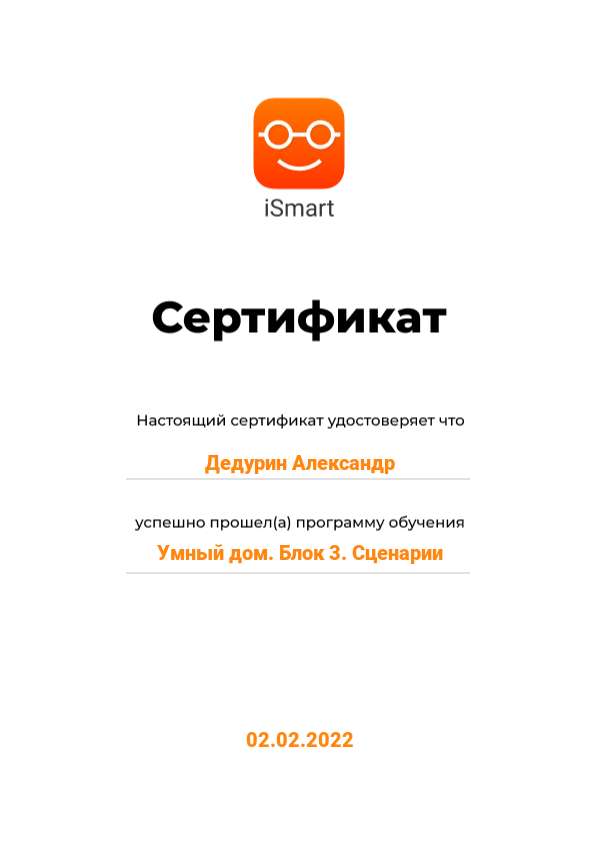 iSmart
Сертификат
Настоящий сертификат удостоверяет что
Дедурин Александр
успешно прошел(а) программу обучения
Умный дом. Блок 3. Сценарии
02.02.2022